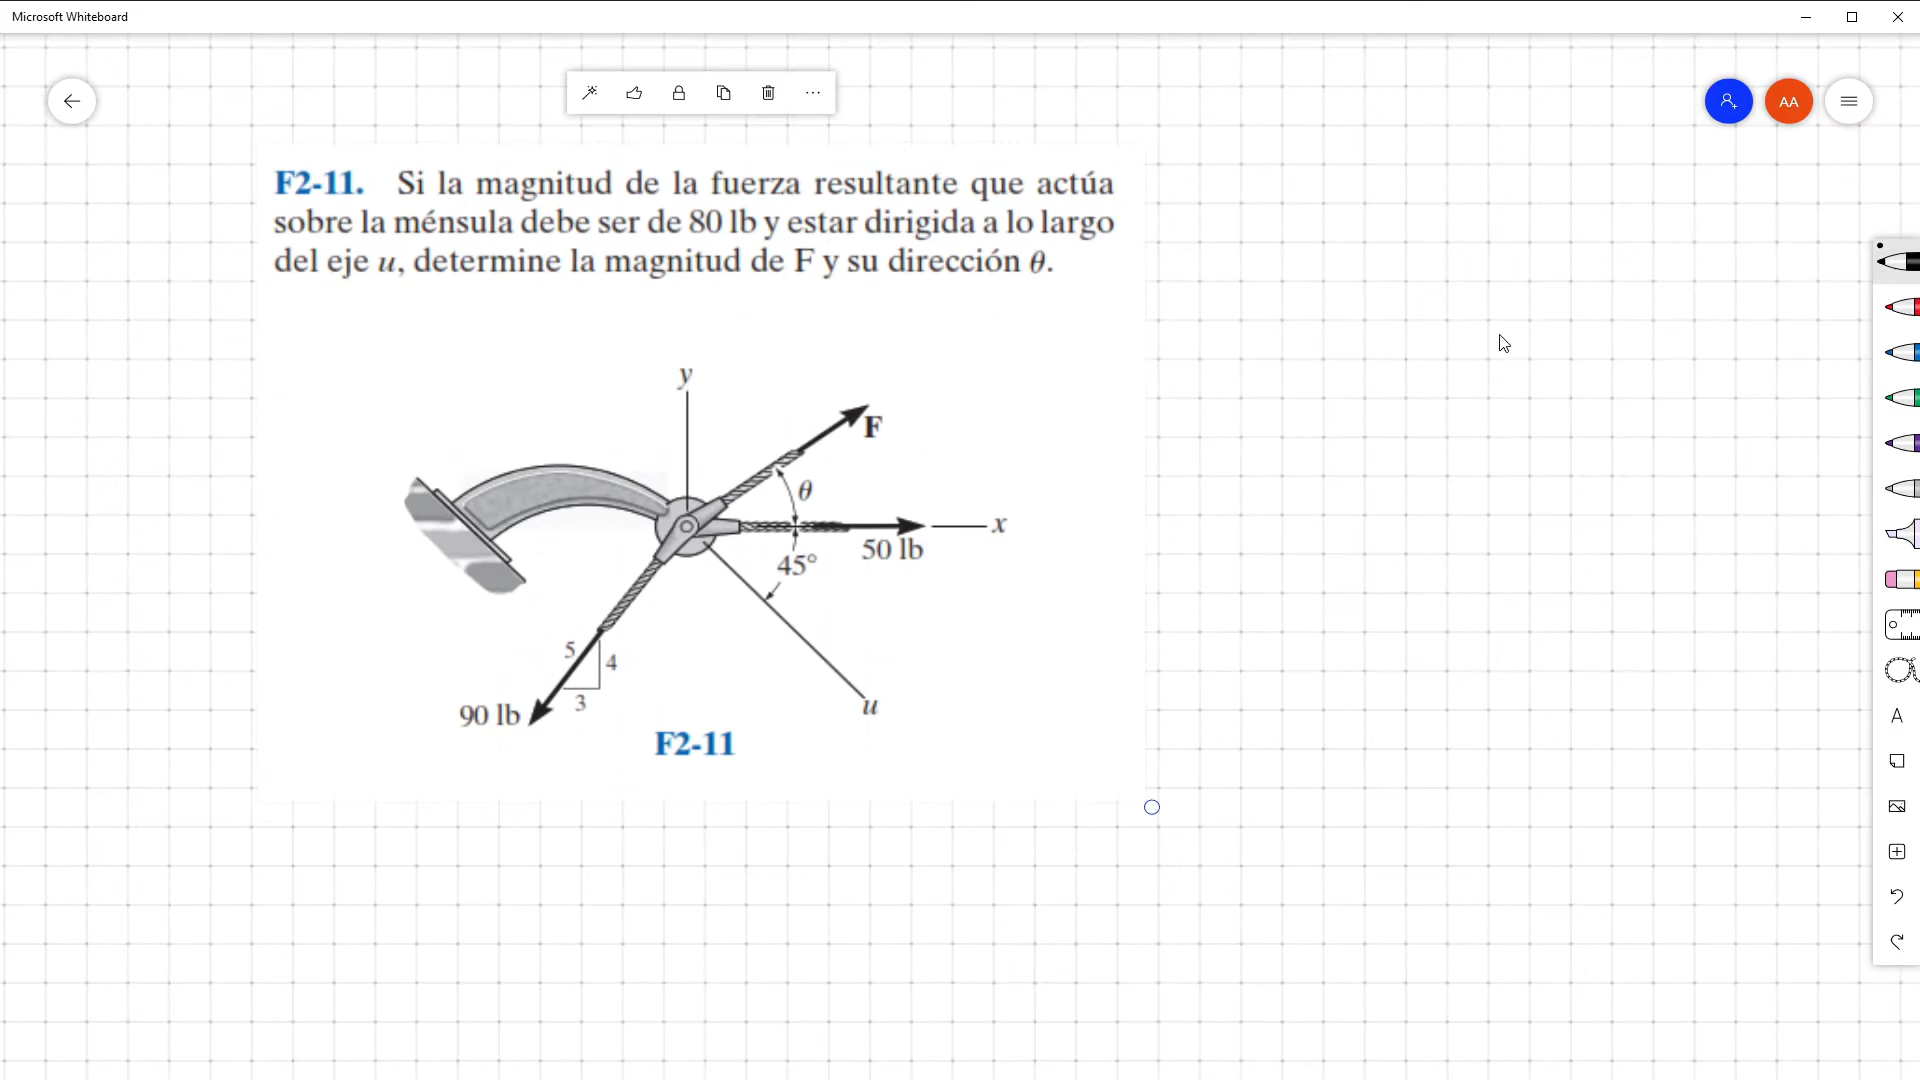 Microsoft Whiteboard
AA
F2-11. Si la magnitud de la fuerza resultante que actúa
sobre la ménsula debe ser de 80 lb y estar dirigida a lo largo
del eje u, determine la magnitud de F y su dirección θ.
y
F
θ
x
50 lb
45°
5
4
3
90 lb
u
F2-11
A